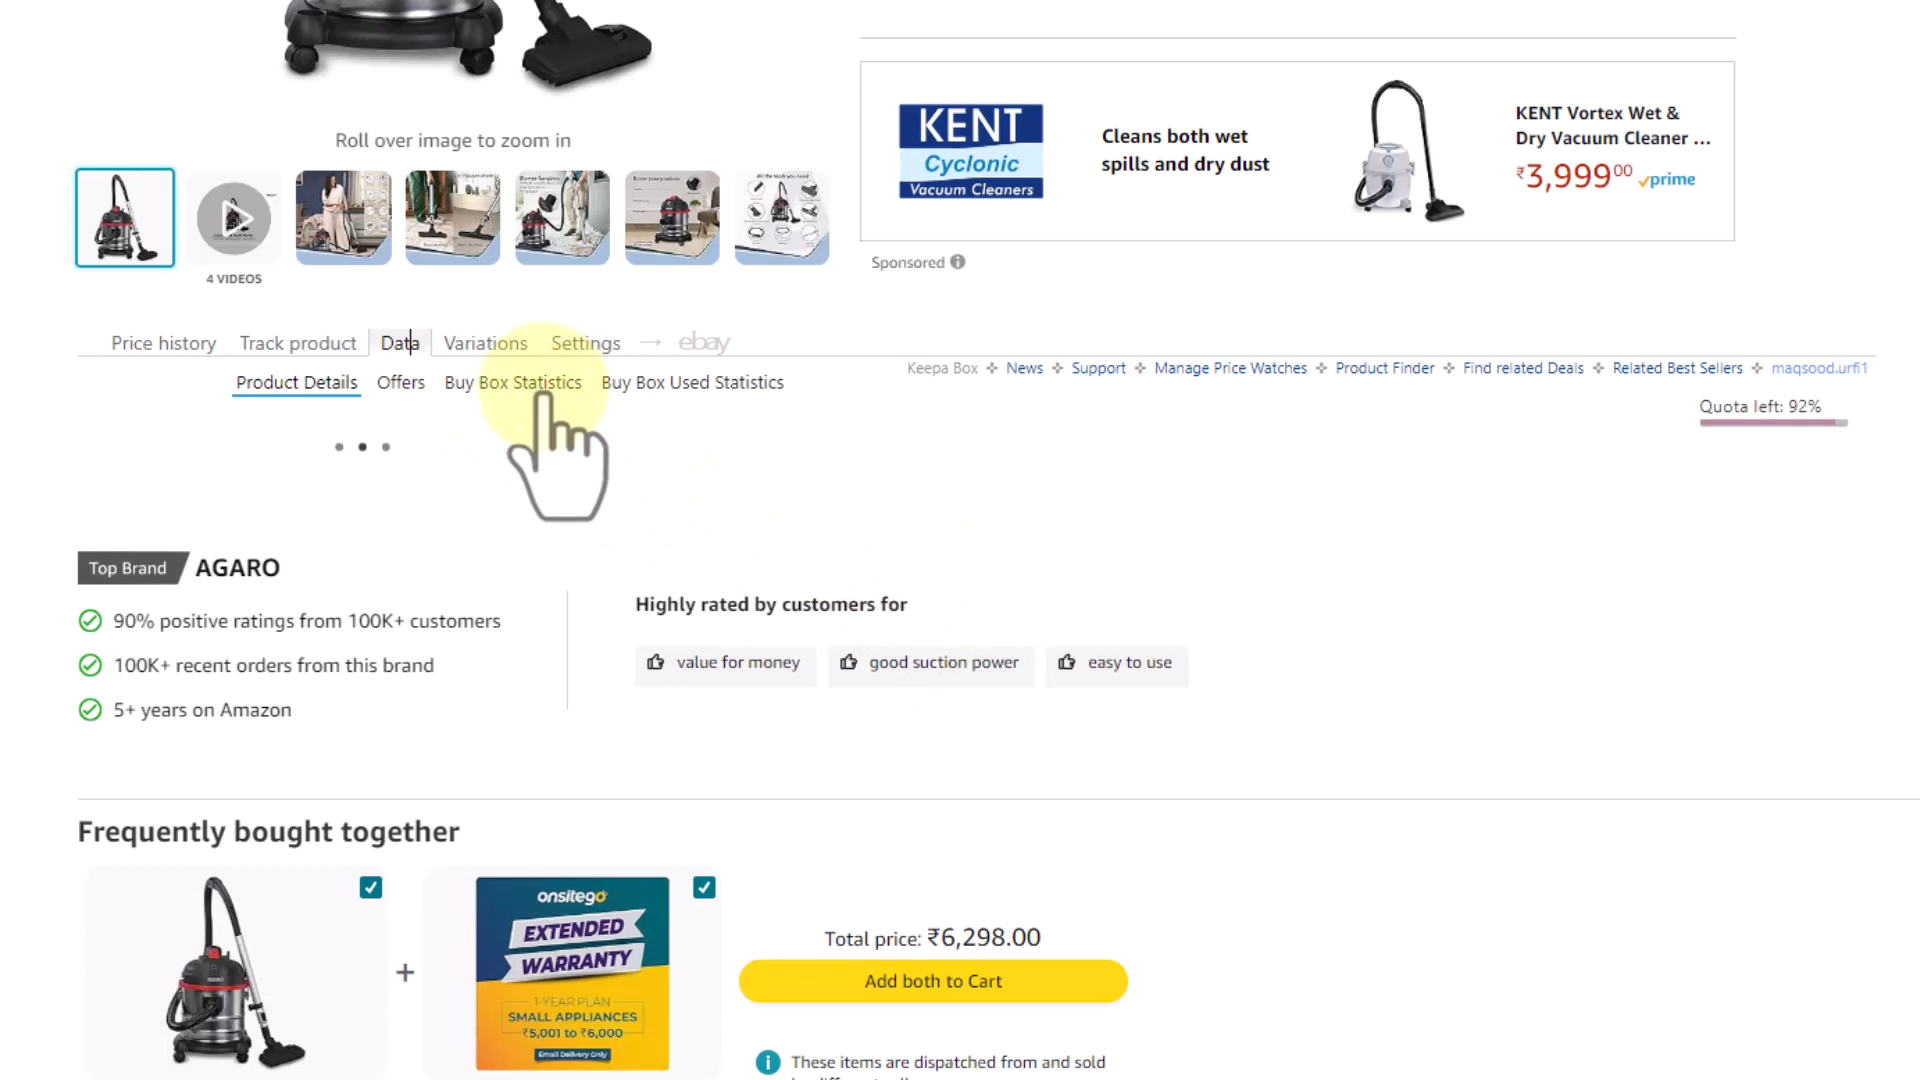 Roll over image to zoom in
4 VIDEOS
KENT
Cyclonic
Vacuum Cleaners
Cleans both wet
spills and dry dust
KENT Vortex Wet &
Dry Vacuum Cleaner ...
₹3,99900 prime
Sponsored
Price history Track product Data Variations Settings → ebay
Keepa Box News Support Manage Price Watches Product Finder Find related Deals Related Best Sellers maqsood.urfi1
Product Details Offers Buy Box Statistics Buy Box Used Statistics
Quota left: 92%
Top Brand AGARO
90% positive ratings from 100K+ customers
100K+ recent orders from this brand
5+ years on Amazon
Highly rated by customers for
value for money good suction power easy to use
Frequently bought together
+
onsitego
EXTENDED
WARRANTY
1-YEAR PLAN
SMALL APPLIANCES
₹5,001 to ₹6,000
Email Delivery Only
Total price: ₹6,298.00
Add both to Cart
These items are dispatched from and sold